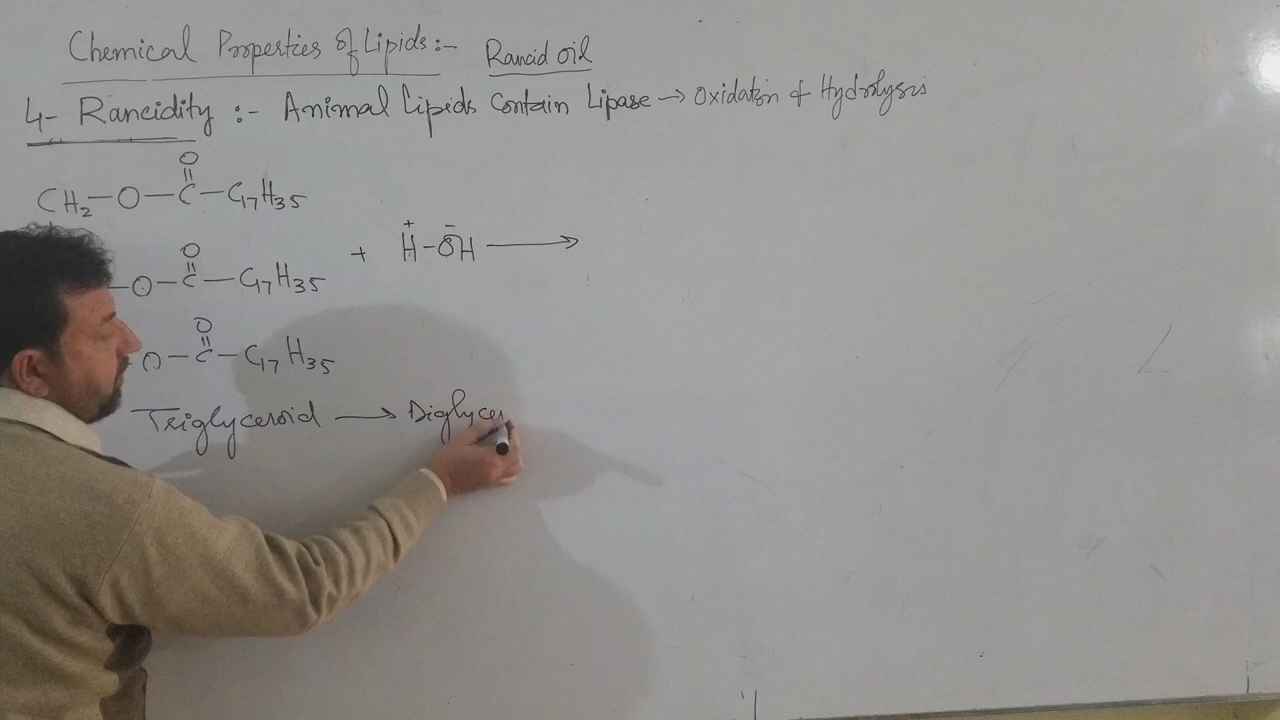 Chemical Properties of Lipids:- Rancid oil
4- Rancidity :- Animal Lipids Contain Lipase → Oxidation & Hydrolysis
O
CH2-O-C-C17H35
+ H+-O-H →
O
-O-C-C17H35
O
O-C-C17H35
Triglyceroid → Diglycer